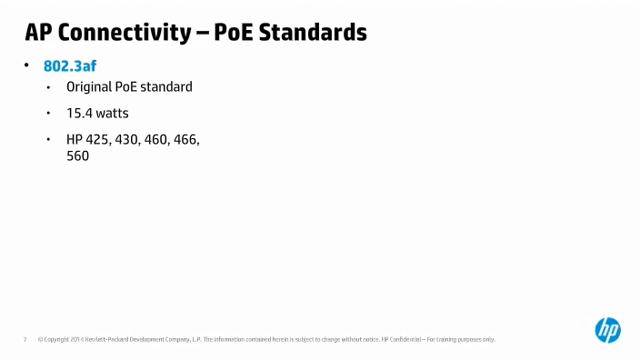 AP Connectivity – PoE Standards
• 802.3af
• Original PoE standard
• 15.4 watts
• HP 425, 430, 460, 466,
560
hp
7 © Copyright 2014 Hewlett-Packard Development Company, L.P. The information contained herein is subject to change without notice. HP Confidential – For training purposes only.